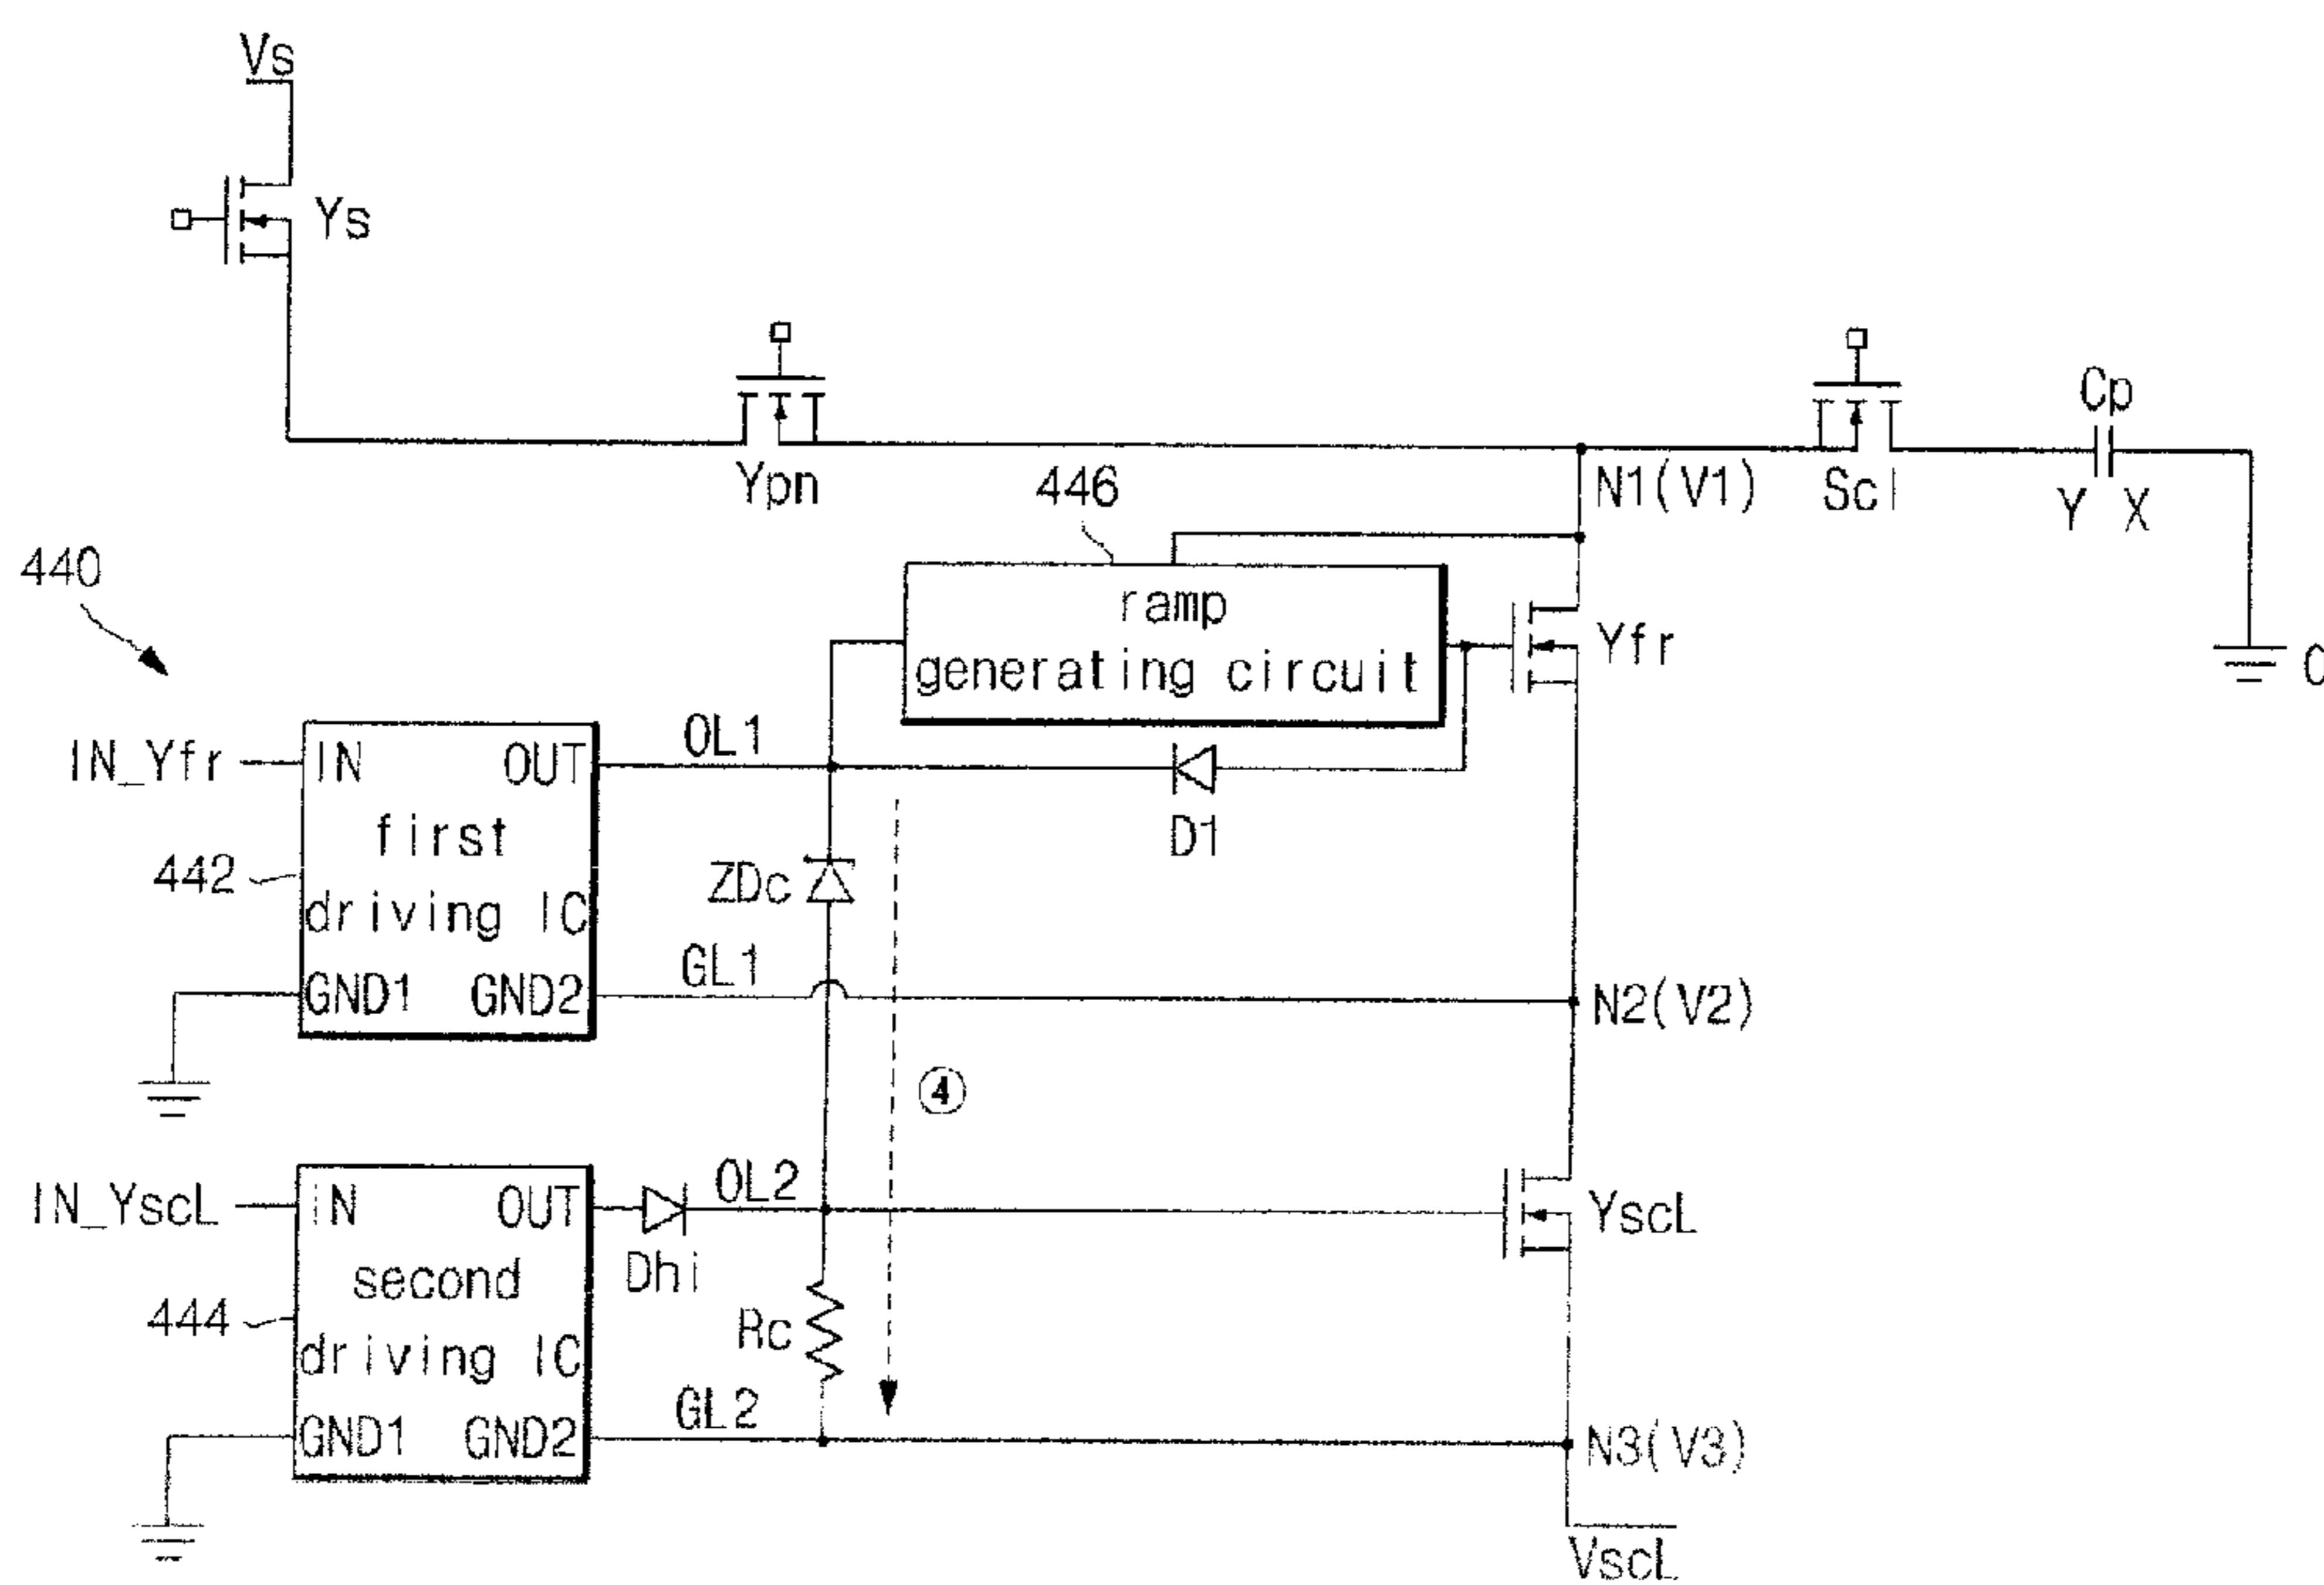 Vs
Ys
Ypn
446
N1(V1)
Scl
Cp
Y X
440
ramp
generating circuit
Yfr
IN_Yfr
IN
OUT
OL1
first
driving IC
442
ZDc
D1
GND1
GND2
GL1
N2(V2)
④
IN_YscL
IN
OUT
OL2
Dhi
second
driving IC
444
Rc
YscL
GND1
GND2
GL2
N3(V3)
VscL